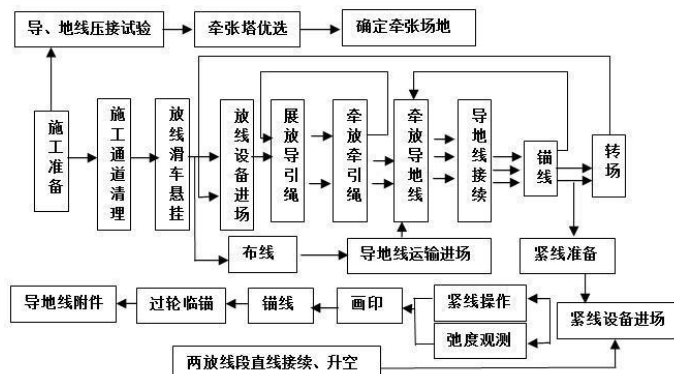 导、地线压接试验
牵张塔优选
确定牵张场地
施工准备
施工通道清理
放线滑车悬挂
放线设备进场
展放导引绳
牵放牵引绳
牵放导地线
导地线接续
锚线
转场
布线
导地线运输进场
紧线准备
导地线附件
过轮临锚
锚线
画印
紧线操作
弛度观测
紧线设备进场
两放线段直线接续、升空